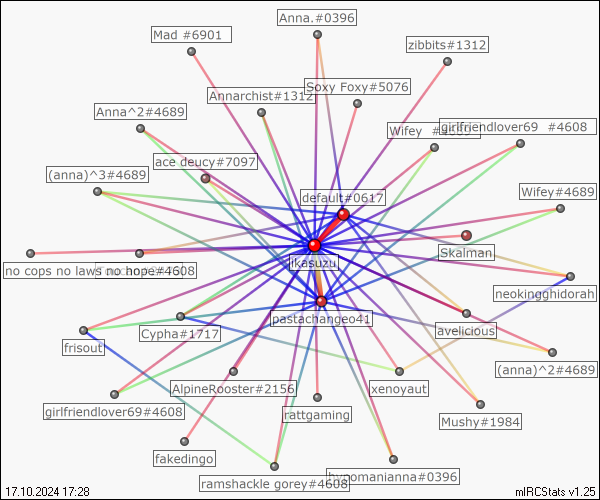 Anna.#0396
Mad #6901
zibbits#1312
Soxy Foxy#5076
Annarchist#1312
Anna^2#4689
Wifey #4689
girlfriendlover69 #4608
ace deucy#7097
(anna)^3#4689
default#0617
Wifey#4689
Skalman
ikasuzu
no cops no laws no hope#4608
neokingghidorah
pastachangeo41
avelicious
Cypha#1717
frisout
(anna)^2#4689
AlpineRooster#2156
xenoyaut
girlfriendlover69#4608
rattgaming
Mushy#1984
fakedingo
ramshackle gorey#4608
hypomanianna#0396
17.10.2024 17:28
mIRCStats v1.25